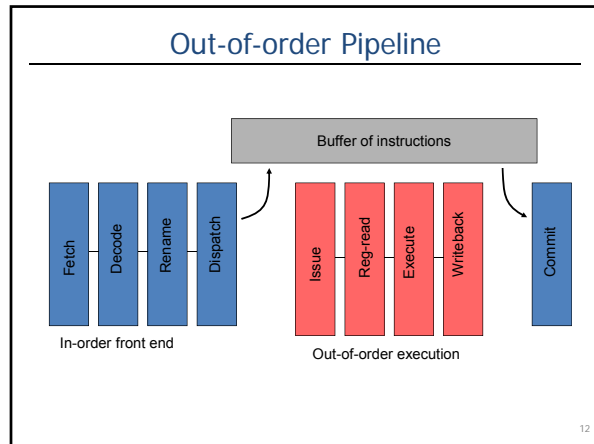 Out-of-order Pipeline
Buffer of instructions
Fetch
Decode
Rename
Dispatch
Issue
Reg-read
Execute
Writeback
Commit
In-order front end
Out-of-order execution
12